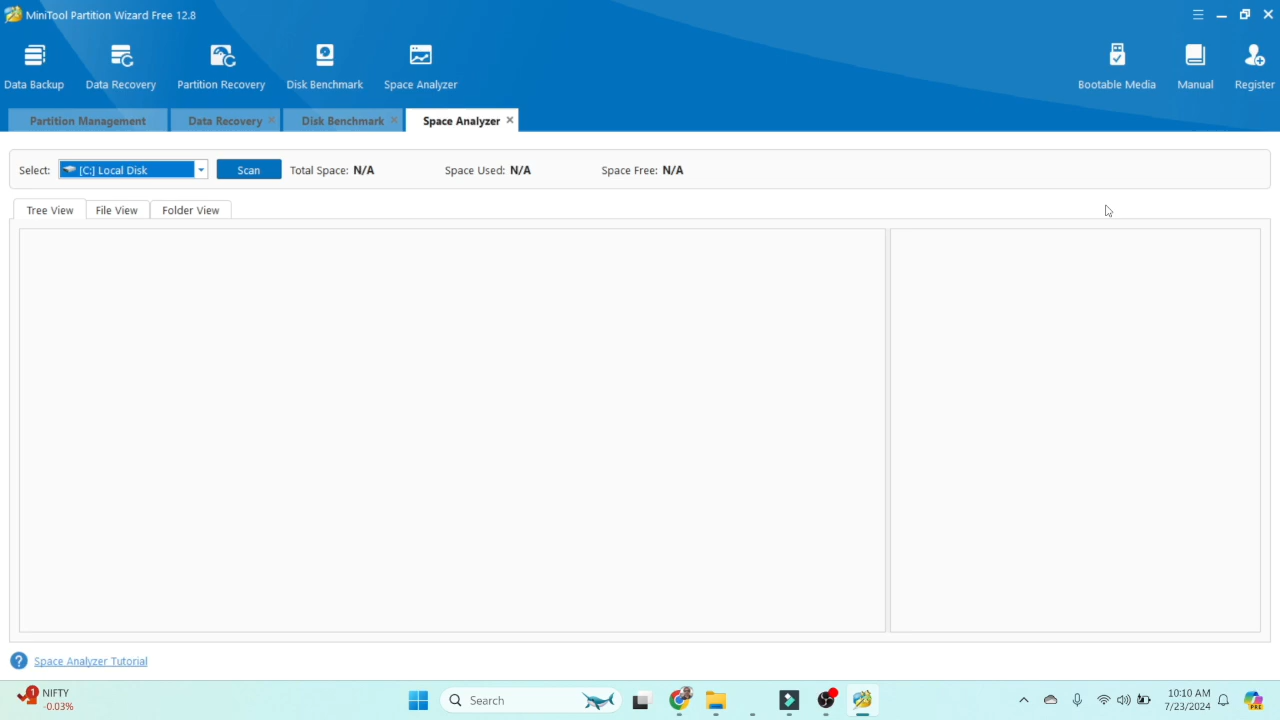 MiniTool Partition Wizard Free 12.8
Data Backup Data Recovery Partition Recovery Disk Benchmark Space Analyzer Bootable Media Manual Register
Partition Management Data Recovery Disk Benchmark Space Analyzer
Select: [C:] Local Disk Scan Total Space: N/A Space Used: N/A Space Free: N/A
Tree View File View Folder View
? Space Analyzer Tutorial
1 NIFTY
-0.03%
Search
10:10 AM
7/23/2024
PRE